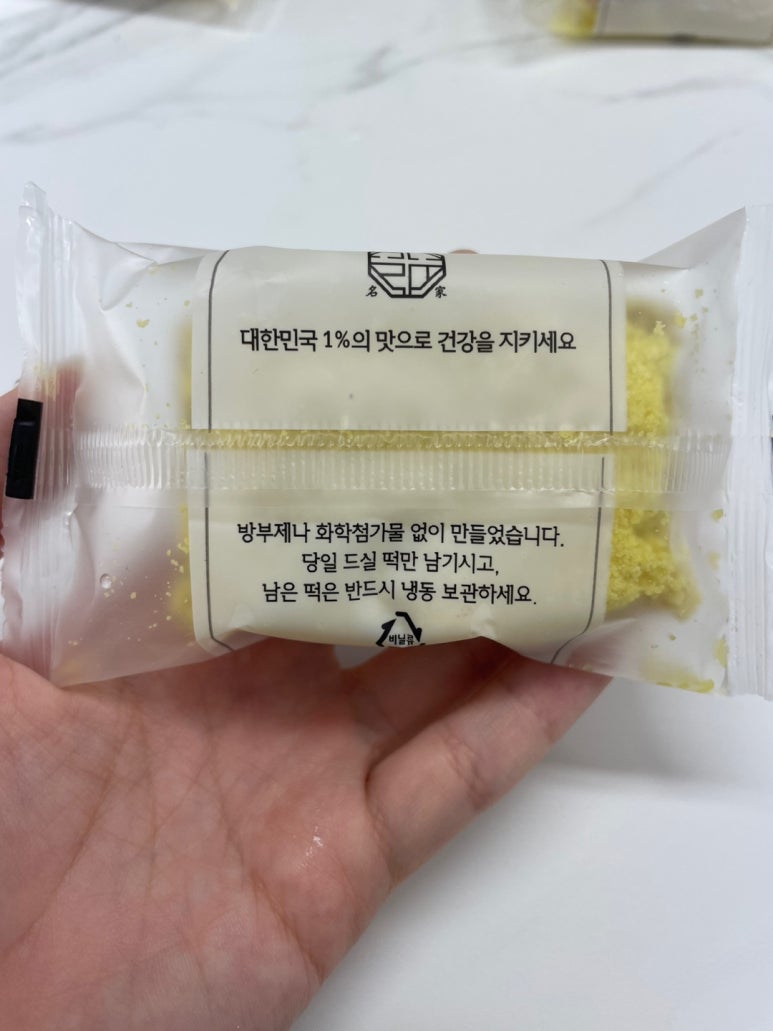 名 家
대한민국 1%의 맛으로 건강을 지키세요
방부제나 화학첨가물 없이 만들었습니다.
당일 드실 떡만 남기시고,
남은 떡은 반드시 냉동 보관하세요.
비닐류